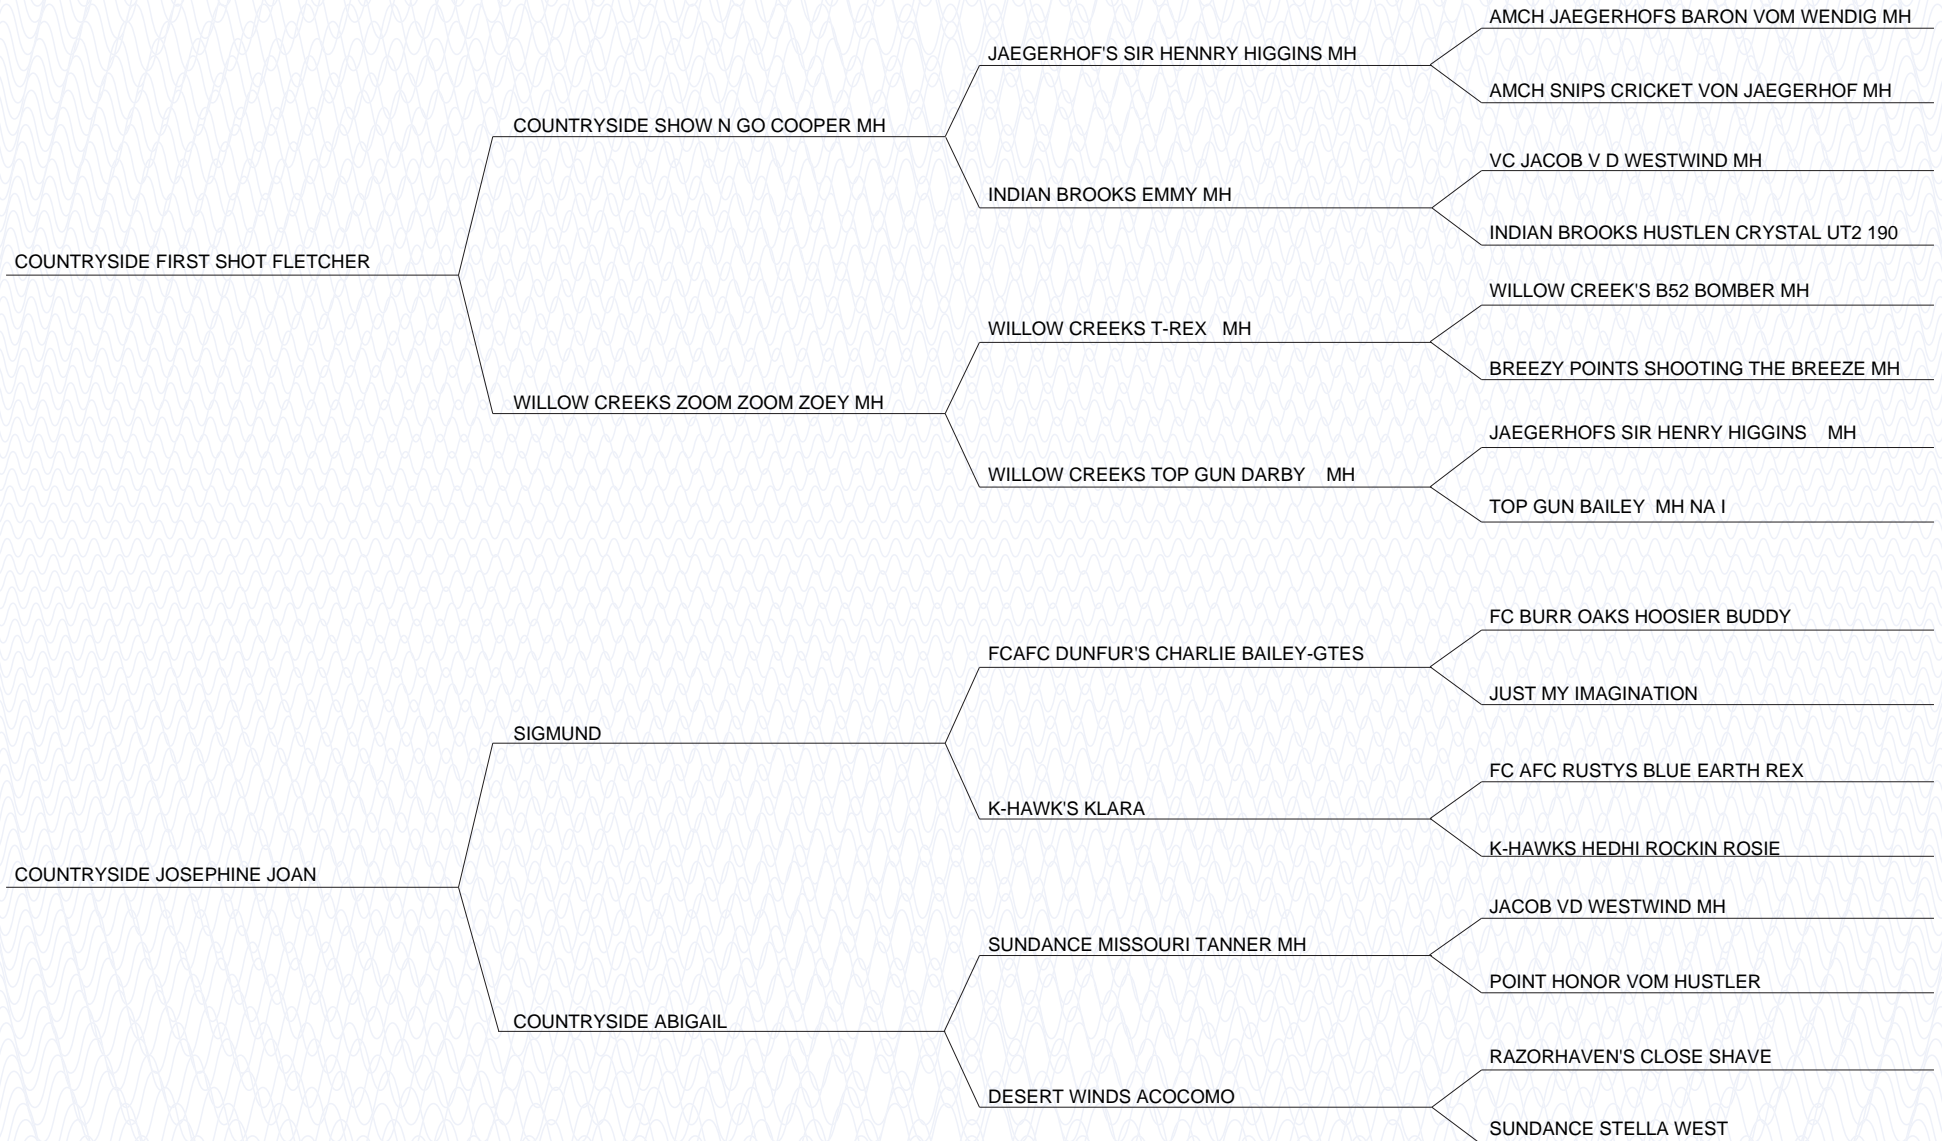 AMCH JAEGERHOFS BARON VOM WENDIG MH
JAEGERHOF'S SIR HENNRY HIGGINS MH
AMCH SNIPS CRICKET VON JAEGERHOF MH
COUNTRYSIDE SHOW N GO COOPER MH
VC JACOB V D WESTWIND MH
INDIAN BROOKS EMMY MH
INDIAN BROOKS HUSTLEN CRYSTAL UT2 190
COUNTRYSIDE FIRST SHOT FLETCHER
WILLOW CREEK'S B52 BOMBER MH
WILLOW CREEKS T-REX   MH
BREEZY POINTS SHOOTING THE BREEZE MH
WILLOW CREEKS ZOOM ZOOM ZOEY MH
JAEGERHOFS SIR HENRY HIGGINS    MH
WILLOW CREEKS TOP GUN DARBY    MH
TOP GUN BAILEY  MH NA I
FC BURR OAKS HOOSIER BUDDY
FCAFC DUNFUR'S CHARLIE BAILEY-GTES
JUST MY IMAGINATION
SIGMUND
FC AFC RUSTYS BLUE EARTH REX
K-HAWK'S KLARA
K-HAWKS HEDHI ROCKIN ROSIE
COUNTRYSIDE JOSEPHINE JOAN
JACOB VD WESTWIND MH
SUNDANCE MISSOURI TANNER MH
POINT HONOR VOM HUSTLER
COUNTRYSIDE ABIGAIL
RAZORHAVEN'S CLOSE SHAVE
DESERT WINDS ACOCOMO
SUNDANCE STELLA WEST